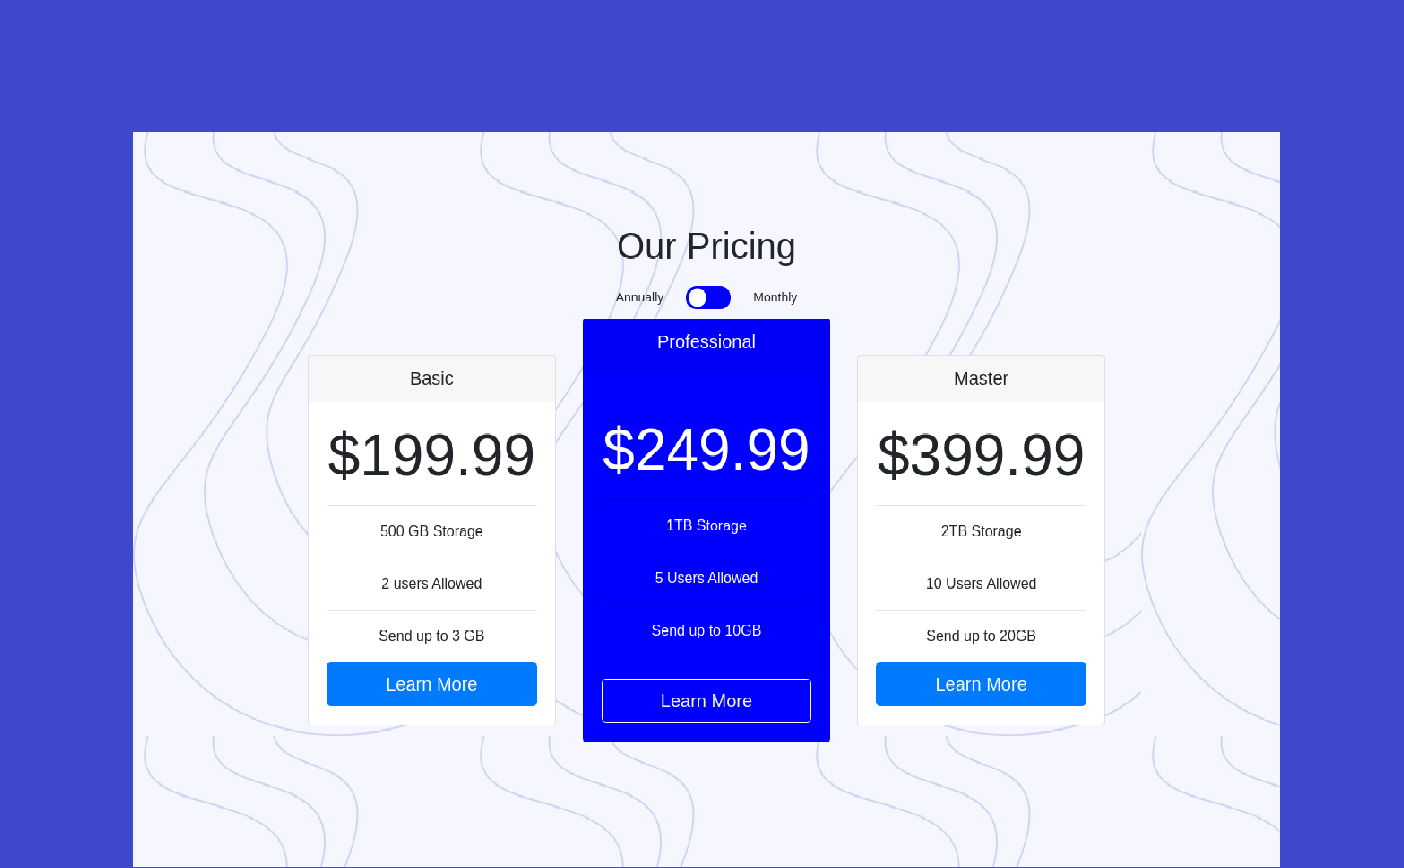 Our Pricing
Annually
Monthly
Basic
$199.99
500 GB Storage
2 users Allowed
Send up to 3 GB
Learn More
Professional
$249.99
1TB Storage
5 Users Allowed
Send up to 10GB
Learn More
Master
$399.99
2TB Storage
10 Users Allowed
Send up to 20GB
Learn More